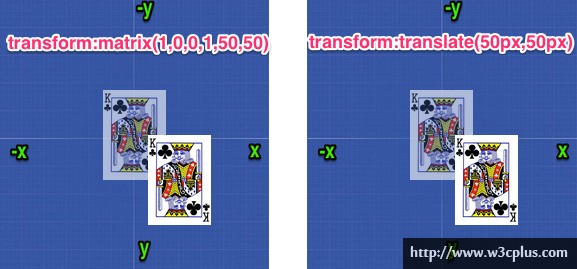 -y
transform:matrix(1,0,0,1,50,50)
K
K
-x
x
K
K
y
-y
transform:translate(50px,50px)
K
K
-x
x
K
K
http://www.w3cplus.com